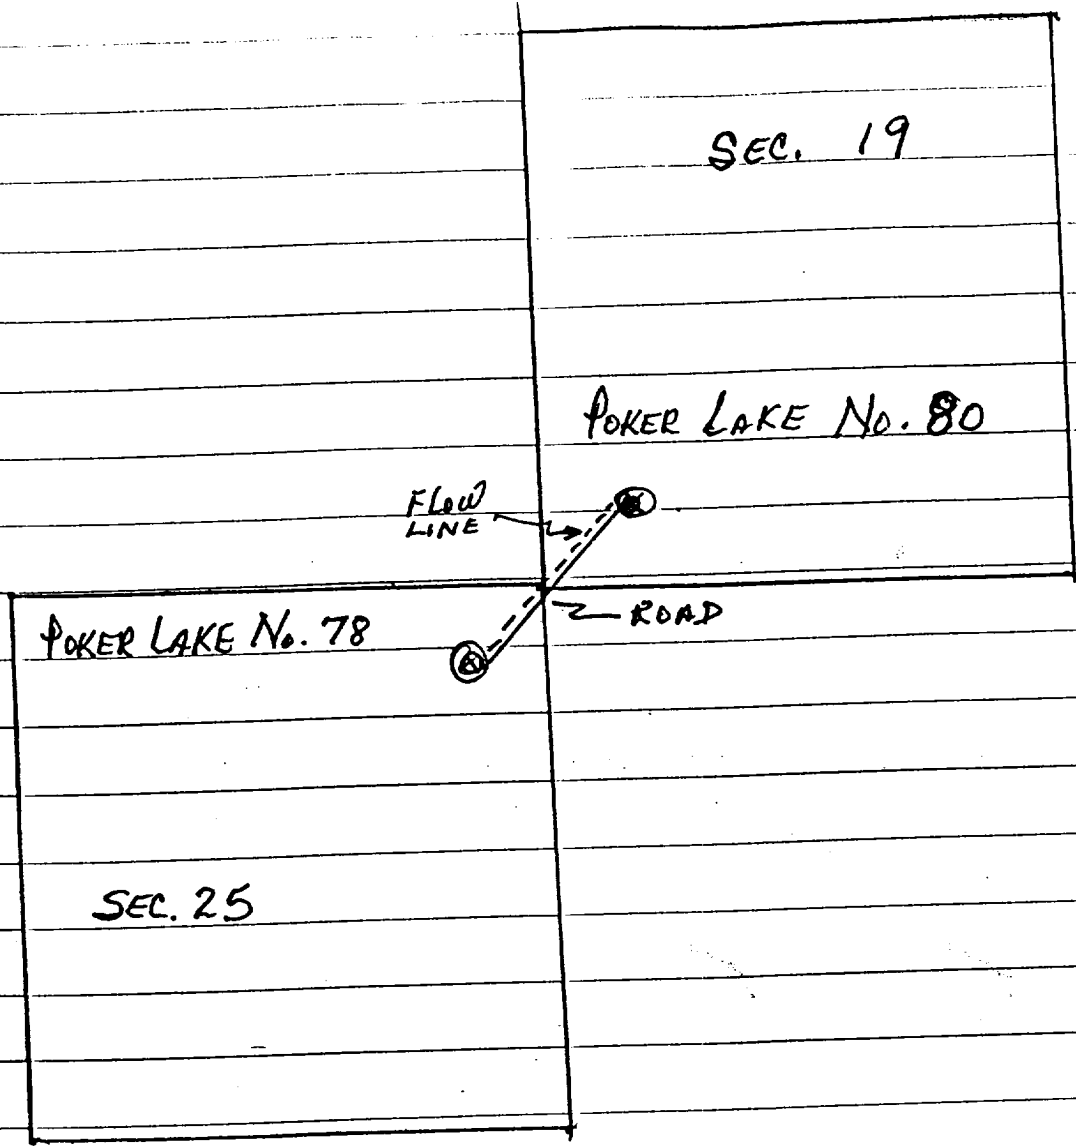 SEC. 19
POKER LAKE No. 80
FLOW
LINE
ROAD
POKER LAKE No. 78
SEC. 25